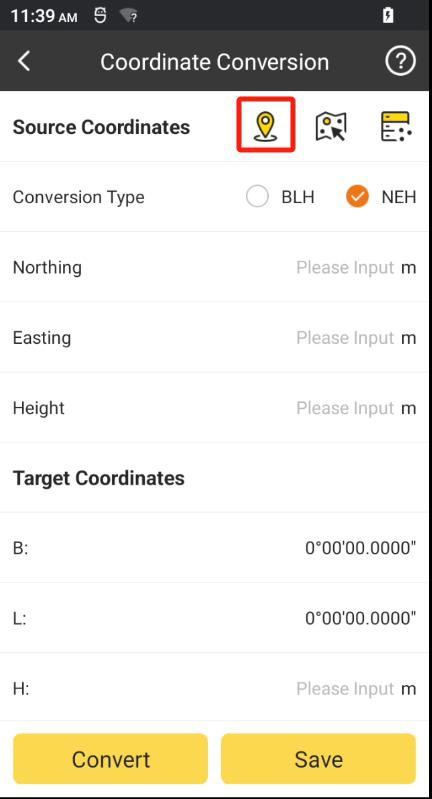 11:39 AM
Coordinate Conversion
Source Coordinates
Conversion Type BLH NEH
Northing Please Input m
Easting Please Input m
Height Please Input m
Target Coordinates
B: 0°00'00.0000"
L: 0°00'00.0000"
H: Please Input m
Convert Save